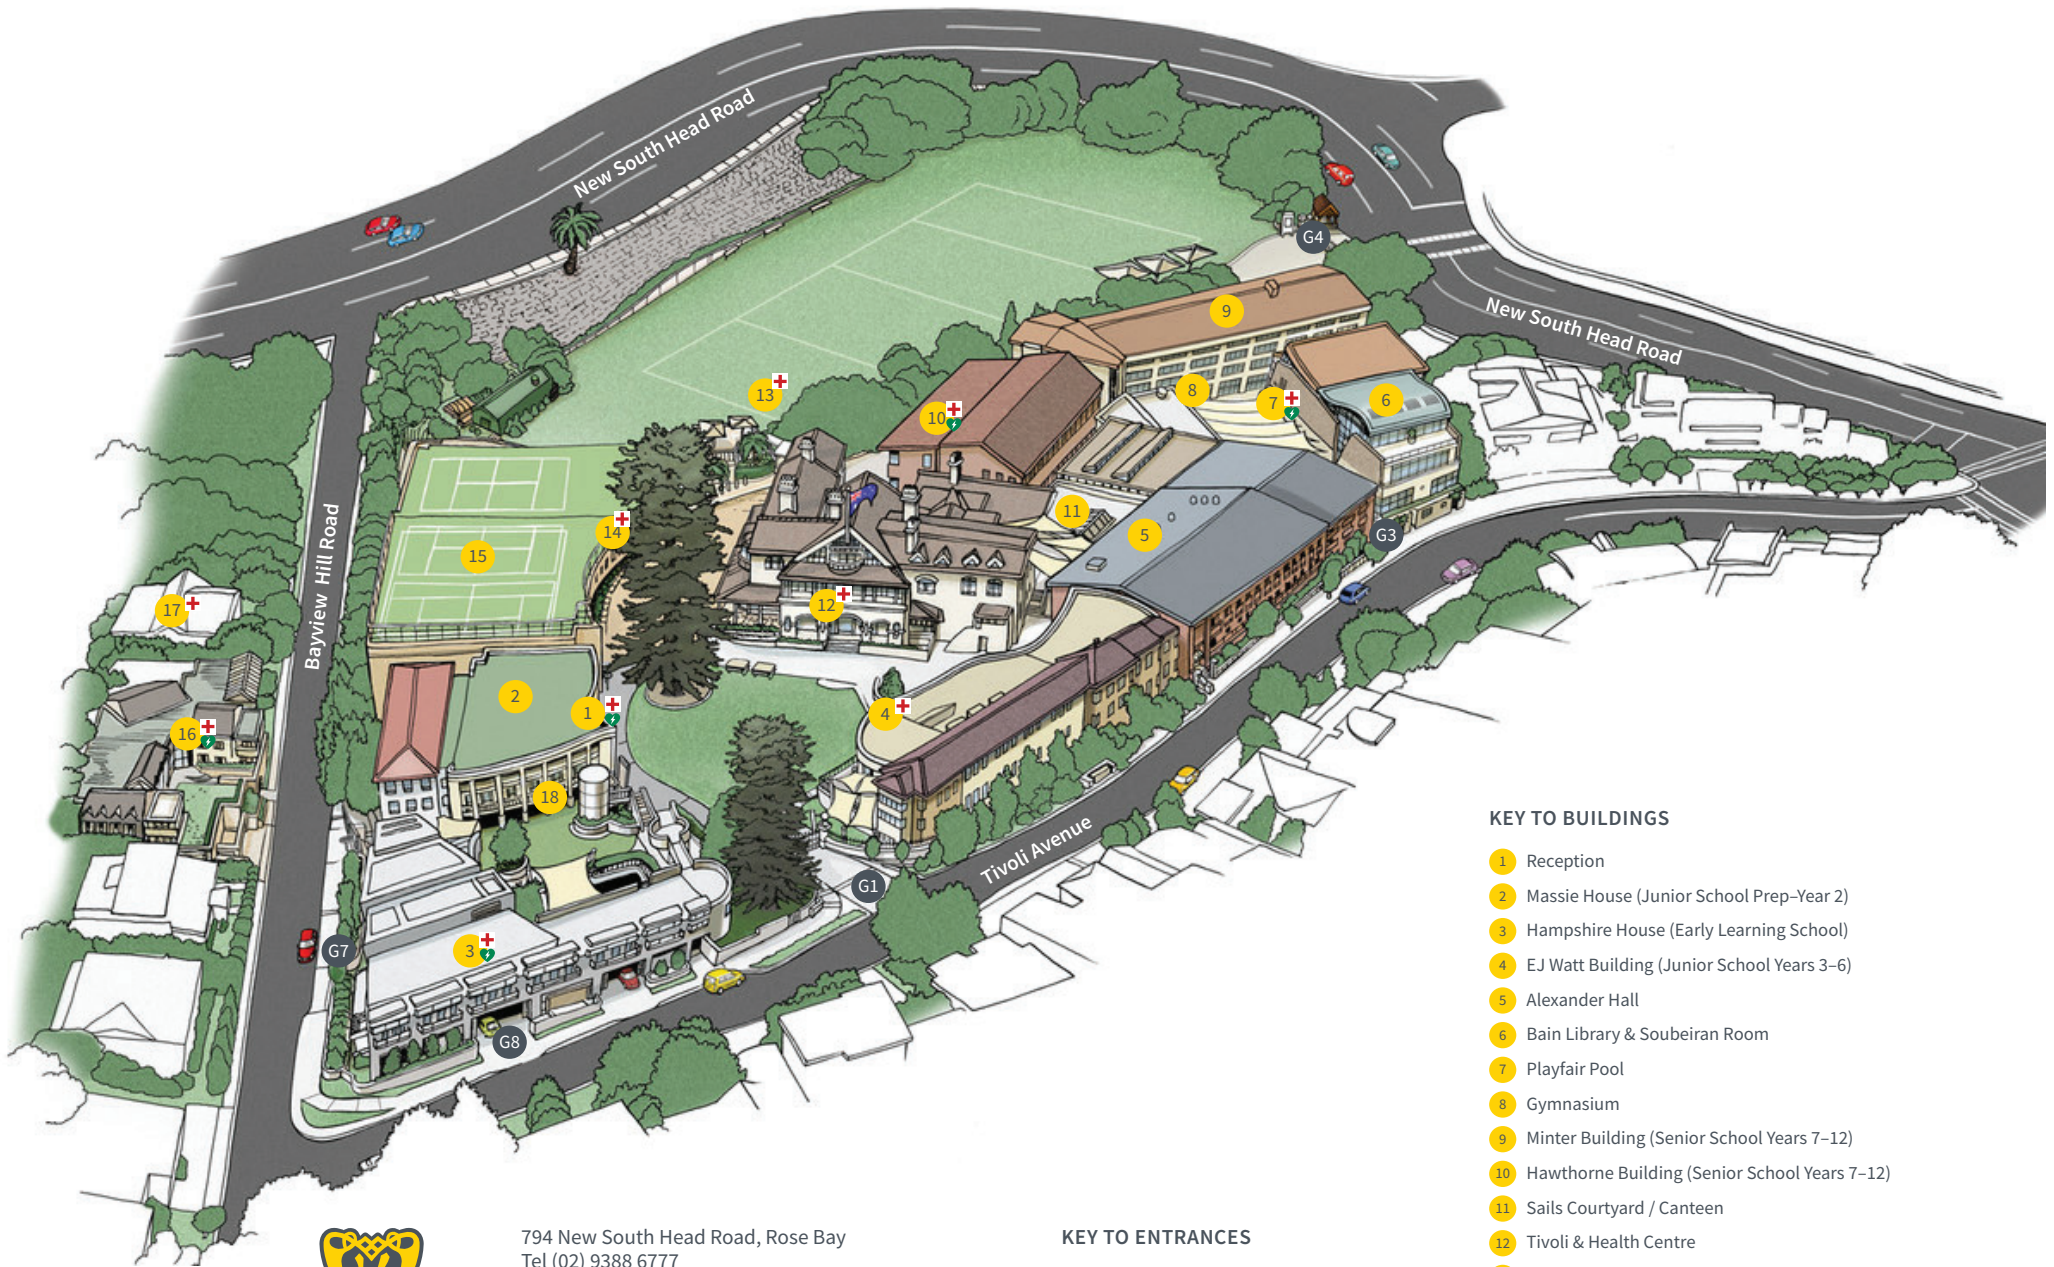 New South Head Road
G4
New South Head Road
9
13
8
7
6
10
11
5
G3
14
15
Bayview Hill Road
17
12
2
1
4
16
18
Tivoli Avenue
G1
3
G7
G8
KEY TO BUILDINGS
1 Reception
2 Massie House (Junior School Prep–Year 2)
3 Hampshire House (Early Learning School)
4 EJ Watt Building (Junior School Years 3–6)
5 Alexander Hall
6 Bain Library & Soubeiran Room
7 Playfair Pool
8 Gymnasium
9 Minter Building (Senior School Years 7–12)
10 Hawthorne Building (Senior School Years 7–12)
11 Sails Courtyard / Canteen
12 Tivoli & Health Centre
794 New South Head Road, Rose Bay
Tel (02) 9388 6777
KEY TO ENTRANCES